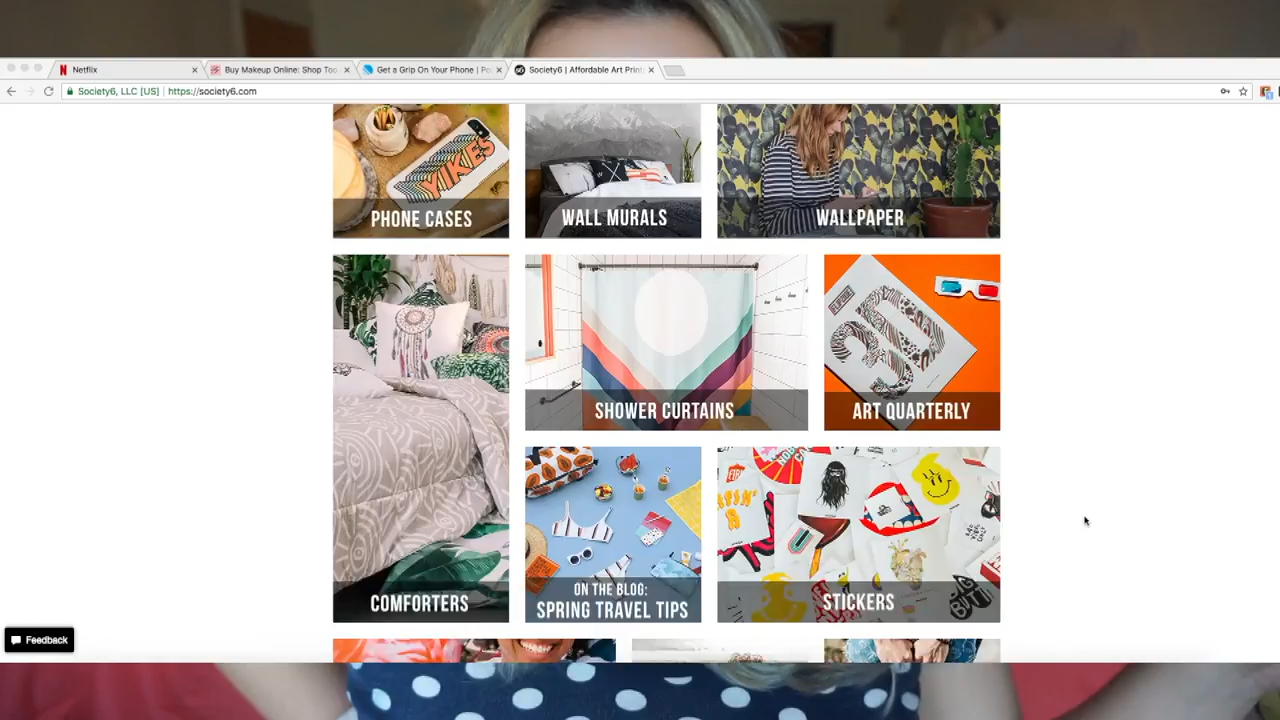 Netflix
Buy Makeup Online: Shop Too
Get a Grip On Your Phone | Po
Society6 | Affordable Art Print
Society6, LLC [US]
https://society6.com
YIKES
PHONE CASES
WALL MURALS
WALLPAPER
3D
SHOWER CURTAINS
ART QUARTERLY
COMFORTERS
ON THE BLOG:
SPRING TRAVEL TIPS
STICKERS
Feedback